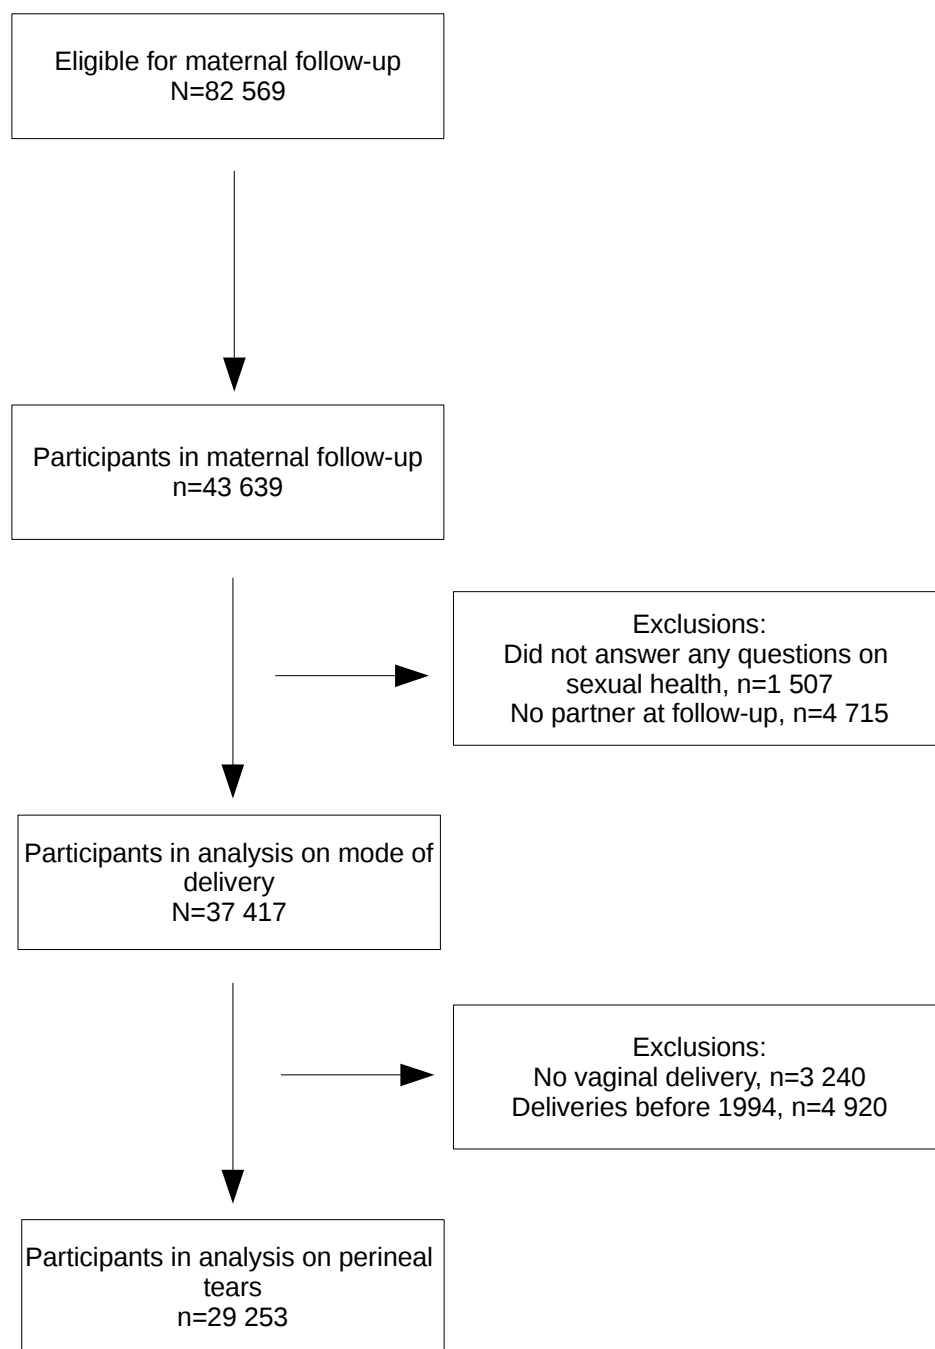 Eligible for maternal follow-up
N=82 569
Participants in maternal follow-up
n=43 639
Exclusions:
Did not answer any questions on
sexual health, n=1 507
No partner at follow-up, n=4 715
Participants in analysis on mode of
delivery
N=37 417
Exclusions:
No vaginal delivery, n=3 240
Deliveries before 1994, n=4 920
Participants in analysis on perineal
tears
n=29 253